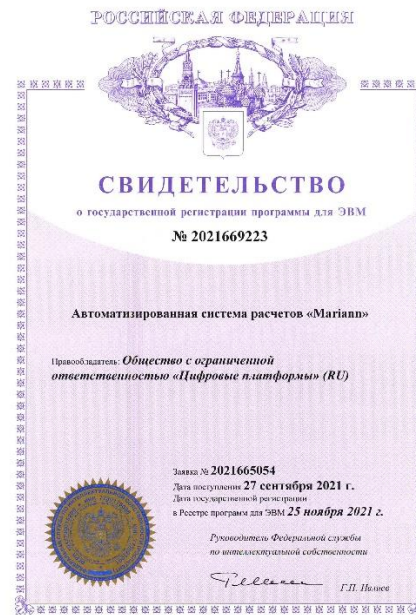 РОССИЙСКАЯ ФЕДЕРАЦИЯ
СВИДЕТЕЛЬСТВО
о государственной регистрации программы для ЭВМ
№ 2021669223
Автоматизированная система расчетов «Mariann»
Правообладатель: Общество с ограниченной
ответственностью «Цифровые платформы» (RU)
Заявка № 2021665054
Дата поступления 27 сентября 2021 г.
Дата государственной регистрации
в Реестре программ для ЭВМ 25 ноября 2021 г.
Руководитель Федеральной службы
по интеллектуальной собственности
Г.П. Ивлиев